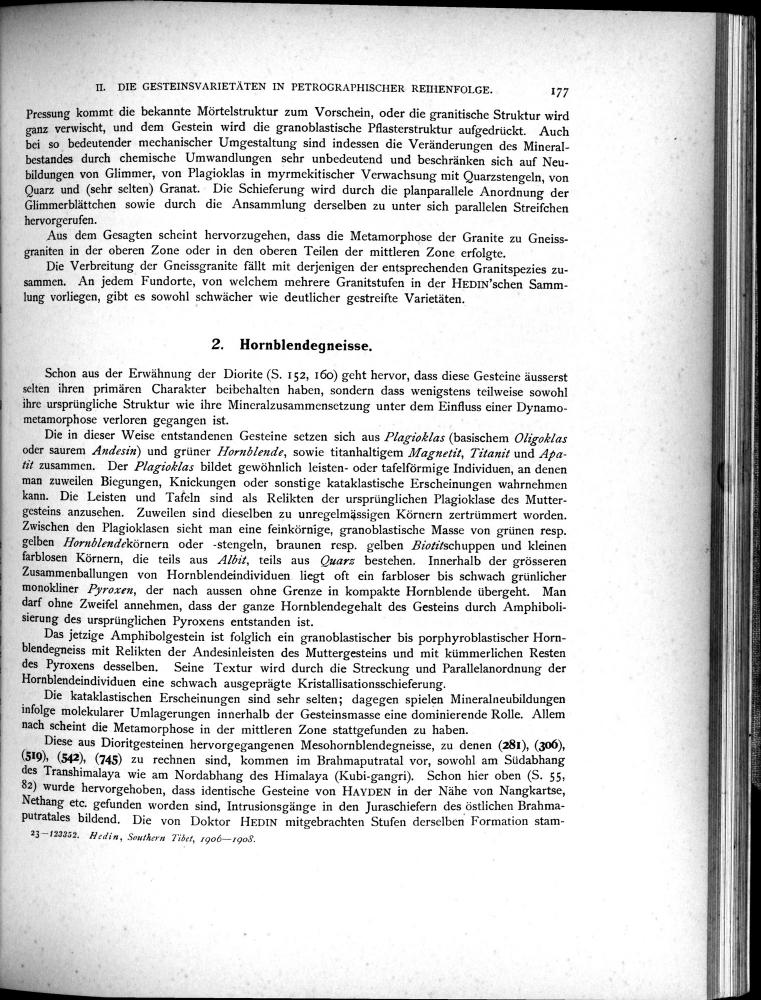 II. DIE GESTEINSVARIETÄTEN IN PETROGRAPHISCHER REIHENFOLGE. 177
Pressung kommt die bekannte Mörtelstruktur zum Vorschein, oder die granitische Struktur wird
ganz verwischt, und dem Gestein wird die granoblastische Pflasterstruktur aufgedrückt. Auch
bei so bedeutender mechanischer Umgestaltung sind indessen die Veränderungen des Mineral-
bestandes durch chemische Umwandlungen sehr unbedeutend und beschränken sich auf Neu-
bildungen von Glimmer, von Plagioklas in myrmekitischer Verwachsung mit Quarzstengeln, von
Quarz und (sehr selten) Granat. Die Schieferung wird durch die planparallele Anordnung der
Glimmerblättchen sowie durch die Ansammlung derselben zu unter sich parallelen Streifchen
hervorgerufen.
Aus dem Gesagten scheint hervorzugehen, dass die Metamorphose der Granite zu Gneiss-
graniten in der oberen Zone oder in den oberen Teilen der mittleren Zone erfolgte.
Die Verbreitung der Gneissgranite fällt mit derjenigen der entsprechenden Granitspezies zu-
sammen. An jedem Fundorte, von welchem mehrere Granitstufen in der HEDIN'schen Samm-
lung vorliegen, gibt es sowohl schwächer wie deutlicher gestreifte Varietäten.
2. Hornblendegneisse.
Schon aus der Erwähnung der Diorite (S. 152, 160) geht hervor, dass diese Gesteine äusserst
selten ihren primären Charakter beibehalten haben, sondern dass wenigstens teilweise sowohl
ihre ursprüngliche Struktur wie ihre Mineralzusammensetzung unter dem Einfluss einer Dynamo-
metamorphose verloren gegangen ist.
Die in dieser Weise entstandenen Gesteine setzen sich aus Plagioklas (basischem Oligoklas
oder saurem Andesin) und grüner Hornblende, sowie titanhaltigem Magnetit, Titanit und Apa-
tit zusammen. Der Plagioklas bildet gewöhnlich leisten- oder tafelförmige Individuen, an denen
man zuweilen Biegungen, Knickungen oder sonstige kataklastische Erscheinungen wahrnehmen
kann. Die Leisten und Tafeln sind als Relikten der ursprünglichen Plagioklase des Mutter-
gesteins anzusehen. Zuweilen sind dieselben zu unregelmässigen Körnern zertrümmert worden.
Zwischen den Plagioklasen sieht man eine feinkörnige, granoblastische Masse von grünen resp.
gelben Hornblendekörnern oder -stengeln, braunen resp. gelben Biotitschuppen und kleinen
farblosen Körnern, die teils aus Albit, teils aus Quarz bestehen. Innerhalb der grösseren
Zusammenballungen von Hornblendeindividuen liegt oft ein farbloser bis schwach grünlicher
monokliner Pyroxen, der nach aussen ohne Grenze in kompakte Hornblende übergeht. Man
darf ohne Zweifel annehmen, dass der ganze Hornblendegehalt des Gesteins durch Amphiboli-
sierung des ursprünglichen Pyroxens entstanden ist.
Das jetzige Amphibolgestein ist folglich ein granoblastischer bis porphyroblastischer Horn-
blendegneiss mit Relikten der Andesinleisten des Muttergesteins und mit kümmerlichen Resten
des Pyroxens desselben. Seine Textur wird durch die Streckung und Parallelanordnung der
Hornblendeindividuen eine schwach ausgeprägte Kristallisationsschieferung.
Die kataklastischen Erscheinungen sind sehr selten; dagegen spielen Mineralneubildungen
infolge molekularer Umlagerungen innerhalb der Gesteinsmasse eine dominierende Rolle. Allem
nach scheint die Metamorphose in der mittleren Zone stattgefunden zu haben.
Diese aus Dioritgesteinen hervorgegangenen Mesohornblendegneisse, zu denen (281), (306),
(519), (542), (745) zu rechnen sind, kommen im Brahmaputratal vor, sowohl am Südabhang
des Transhimalaya wie am Nordabhang des Himalaya (Kubi-gangri). Schon hier oben (S. 55,
82) wurde hervorgehoben, dass identische Gesteine von HAYDEN in der Nähe von Nangkartse,
Nethang etc. gefunden worden sind, Intrusionsgänge in den Juraschiefern des östlichen Brahma-
putratales bildend. Die von Doktor HEDIN mitgebrachten Stufen derselben Formation stam-
23—133352. Hedin, Southern Tibet, 1906—1908.